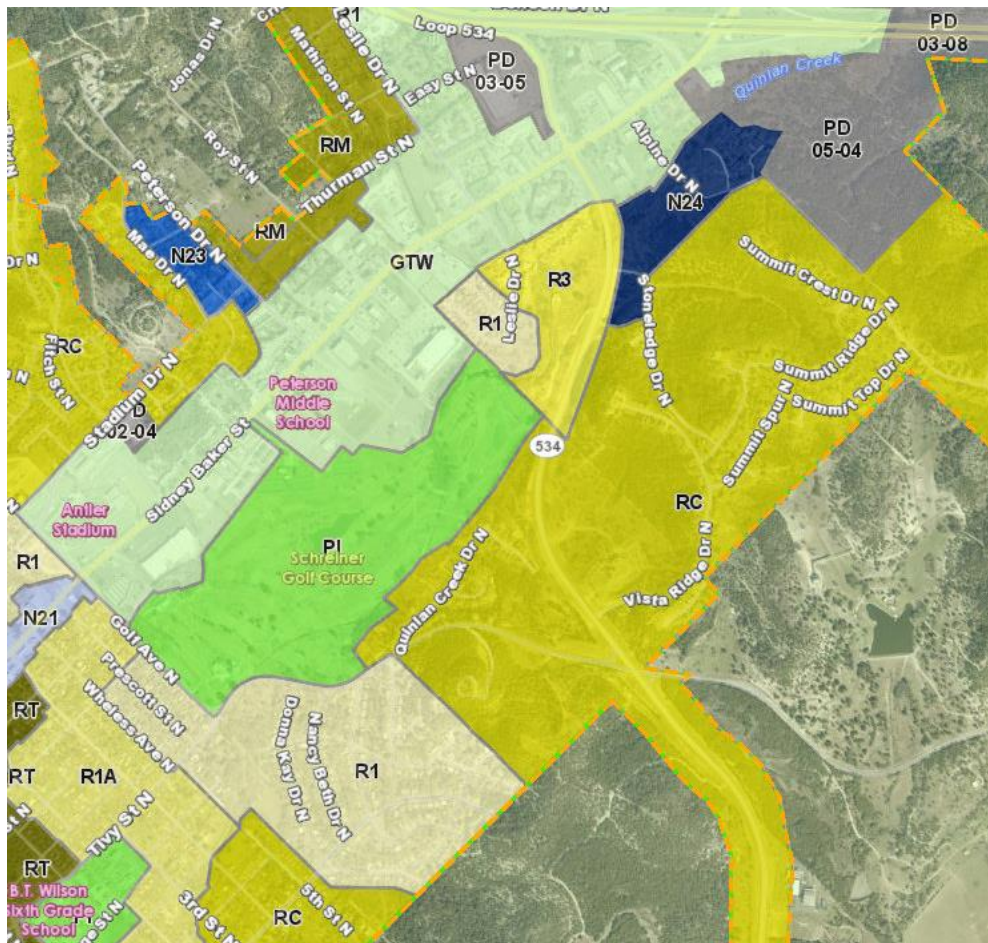 R1
PD
03-08
Loop 534
Leslie Dr N
Mathison St N
Jonas Dr N
PD
03-05
Easy St N
Quinlan Creek
PD
05-04
Alpine Dr N
RM
Thurman St N
Roy St N
Peterson Dr N
N24
RM
N23
Mae Dr N
Dr N
GTW
R3
Leslie Dr N
Summit Crest Dr N
R1
Stoneledge Dr N
Summit Ridge Dr N
RC
Fitch St N
Stadium Dr N
Peterson
Middle
School
Summit Top Dr N
Summit Spur N
02-04
Sidney Baker St
534
RC
Antler
Stadium
PI
Schreiner
Golf Course
Quinlan Creek Dr N
Vista Ridge Dr N
R1
N21
Golf Ave N
Prescott St N
Wheless Ave N
RT
Nancy Beth Dr N
Donna Kay Dr N
R1
RT
R1A
St N
Tivy St N
RT
B.T. Wilson
Sixth Grade
School
3rd St N
5th St N
RC